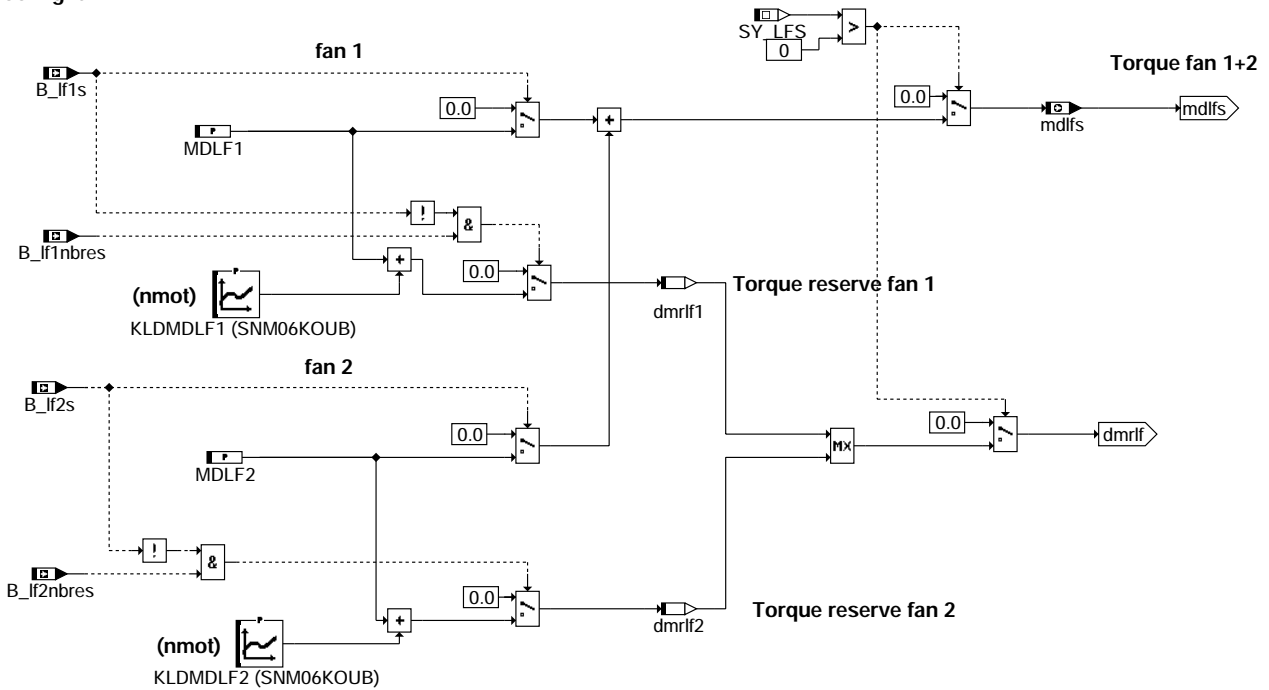 SY_LFS
>
0
fan 1
Torque fan 1+2
B_lf1s
0.0
0.0
P
MDLF1
+
mdlfs
mdlfs
!
&
B_lf1nbres
P
+
0.0
(nmot)
Torque reserve fan 1
dmrlf1
KLDMDLF1 (SNM06KOUB)
fan 2
B_lf2s
0.0
0.0
MX
dmrlf
P
MDLF2
!
&
B_lf2nbres
0.0
P
+
Torque reserve fan 2
(nmot)
dmrlf2
KLDMDLF2 (SNM06KOUB)